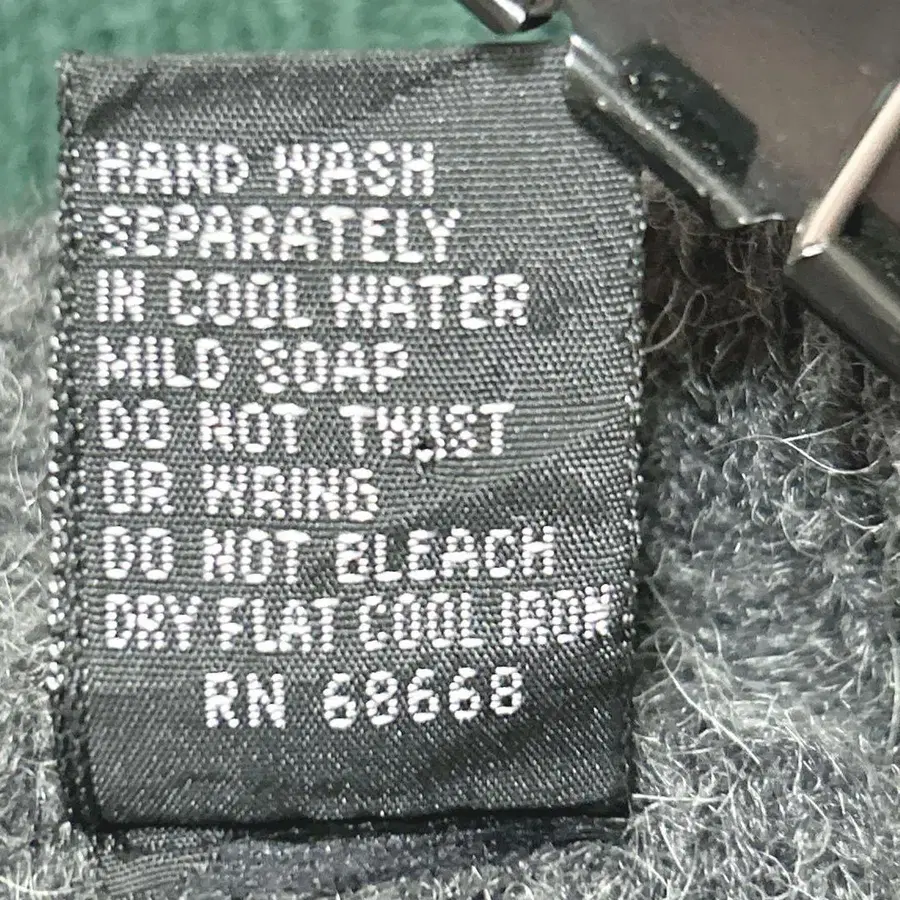 HAND WASH
SEPARATELY
IN COOL WATER
MILD SOAP
DO NOT TWIST
OR WRING
DO NOT BLEACH
DRY FLAT COOL IRON
RN 68668